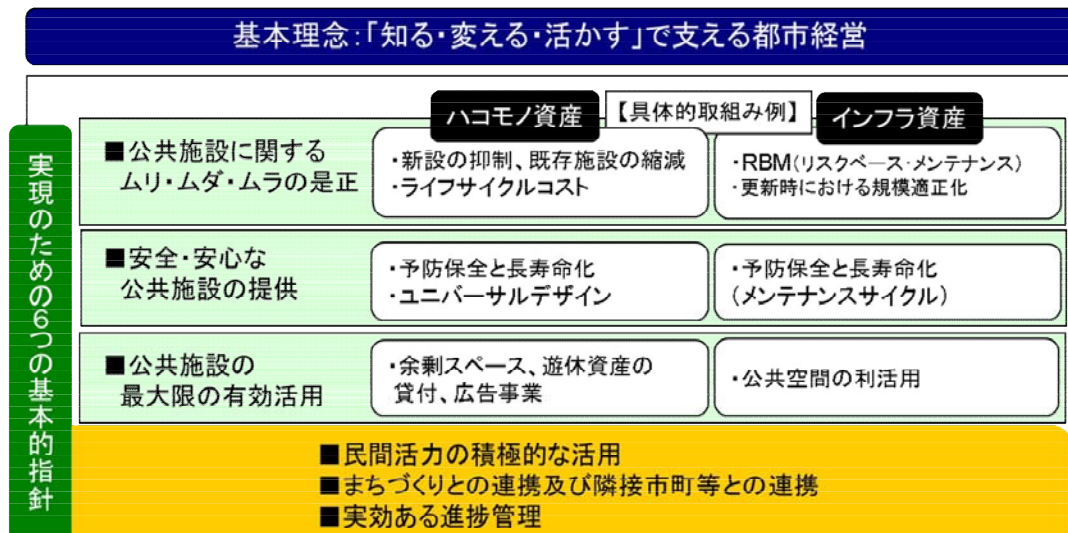 基本理念：「知る・変える・活かす」で支える都市経営
実現のための６つの基本的指針
ハコモノ資産
【具体的取組み例】
インフラ資産
■公共施設に関する
ムリ・ムダ・ムラの是正
・新設の抑制、既存施設の縮減
・ライフサイクルコスト
・RBM(リスクベース・メンテナンス)
・更新時における規模適正化
■安全・安心な
公共施設の提供
・予防保全と長寿命化
・ユニバーサルデザイン
・予防保全と長寿命化
(メンテナンスサイクル)
■公共施設の
最大限の有効活用
・余剰スペース、遊休資産の
貸付、広告事業
・公共空間の利活用
■民間活力の積極的な活用
■まちづくりとの連携及び隣接市町等との連携
■実効ある進捗管理